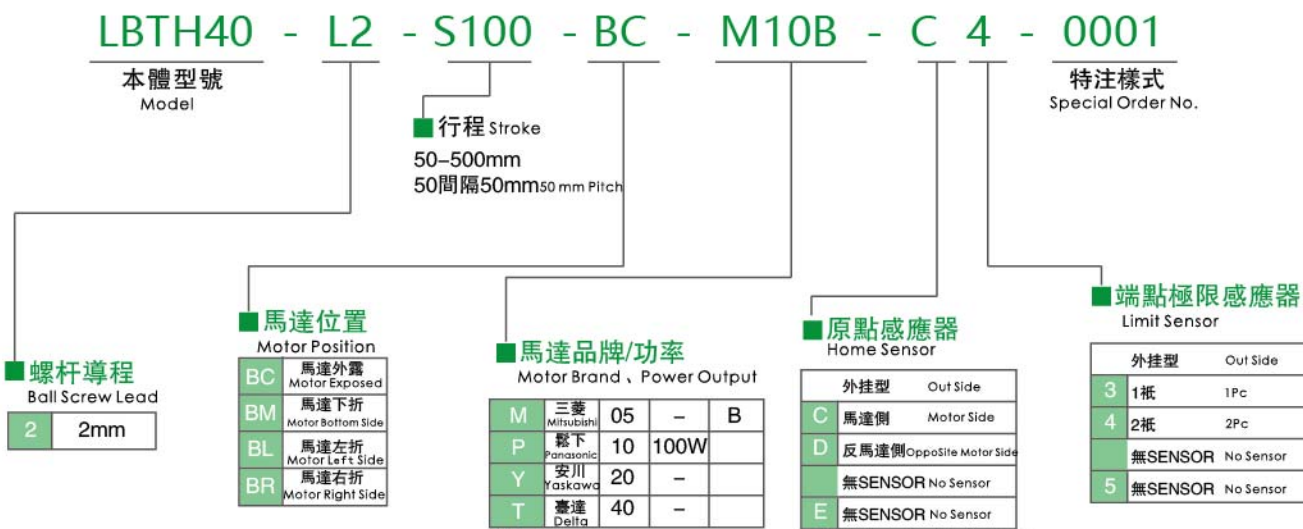 LBTH40 - L2 - S100 - BC - M10B - C 4 - 0001
本體型號
Model
特注樣式
Special Order No.
■行程 Stroke
50–500mm
50間隔50mm 50 mm Pitch
■螺杆導程
Ball Screw Lead
2 2mm
■馬達位置
Motor Position
BC 馬達外露
Motor Exposed
BM 馬達下折
Motor Bottom Side
BL 馬達左折
Motor Left Side
BR 馬達右折
Motor Right Side
■馬達品牌/功率
Motor Brand 、Power Output
M 三菱 05 – B
Mitsubishi
P 鬆下 10 100W
Panasonic
Y 安川 20 –
Yaskawa
T 臺達 40 –
Delta
■原點感應器
Home Sensor
外挂型 Out Side
C 馬達側 Motor Side
D 反馬達側 OppoSite Motor Side
無SENSOR No Sensor
E 無SENSOR No Sensor
■端點極限感應器
Limit Sensor
外挂型 Out Side
3 1衹 1Pc
4 2衹 2Pc
無SENSOR No Sensor
5 無SENSOR No Sensor